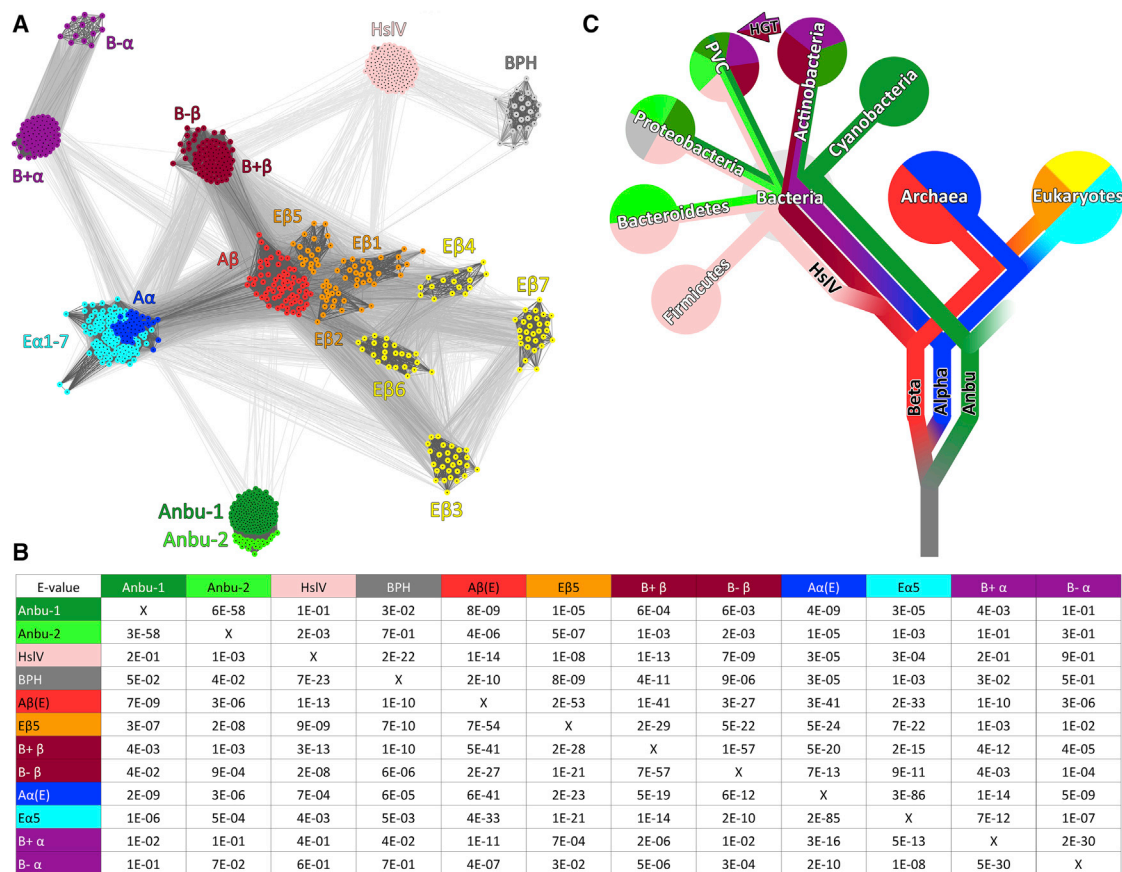 A
B-α
B+α
HslV
BPH
B-β
B+β
Eβ5
Eβ1
Aβ
Eβ4
Eβ7
Aα
Eα1-7
Eβ2
Eβ6
Eβ3
Anbu-1
Anbu-2
C
HGT
PVC
Actinobacteria
Cyanobacteria
Proteobacteria
Bacteroidetes
Firmicutes
Bacteria
HslV
Archaea
Eukaryotes
Beta
Alpha
Anbu
B
E-value Anbu-1 Anbu-2 HslV BPH Aβ(E) Eβ5 B+ β B- β Aα(E) Eα5 B+ α B- α
Anbu-1 X 6E-58 1E-01 3E-02 8E-09 1E-05 6E-04 6E-03 4E-09 3E-05 4E-03 1E-01
Anbu-2 3E-58 X 2E-03 7E-01 4E-06 5E-07 1E-03 2E-03 1E-05 1E-03 1E-01 3E-01
HslV 2E-01 1E-03 X 2E-22 1E-14 1E-08 1E-13 7E-09 3E-05 3E-04 2E-01 9E-01
BPH 5E-02 4E-02 7E-23 X 2E-10 8E-09 4E-11 9E-06 3E-05 1E-03 3E-02 5E-01
Aβ(E) 7E-09 3E-06 1E-13 1E-10 X 2E-53 1E-41 3E-27 3E-41 2E-33 1E-10 3E-06
Eβ5 3E-07 2E-08 9E-09 7E-10 7E-54 X 2E-29 5E-22 5E-24 7E-22 1E-03 1E-02
B+ β 4E-03 1E-03 3E-13 1E-10 5E-41 2E-28 X 1E-57 5E-20 2E-15 4E-12 4E-05
B- β 4E-02 9E-04 2E-08 6E-06 2E-27 1E-21 7E-57 X 7E-13 9E-11 4E-03 1E-04
Aα(E) 2E-09 3E-06 7E-04 6E-05 6E-41 2E-23 5E-19 6E-12 X 3E-86 1E-14 5E-09
Eα5 1E-06 5E-04 4E-03 5E-03 4E-33 1E-21 1E-14 2E-10 2E-85 X 7E-12 1E-07
B+ α 1E-02 1E-01 4E-01 4E-02 1E-11 7E-04 2E-06 1E-02 3E-16 5E-13 X 2E-30
B- α 1E-01 7E-02 6E-01 7E-01 4E-07 3E-02 5E-06 3E-04 2E-10 1E-08 5E-30 X